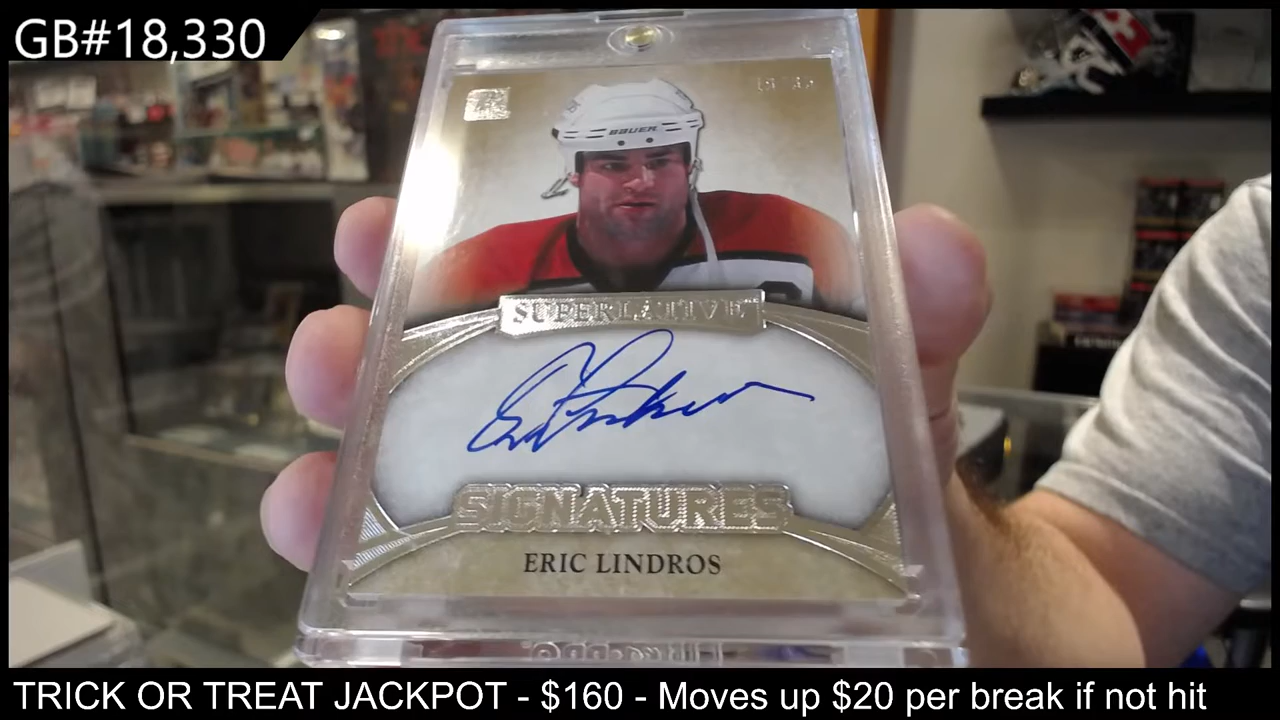 GB#18,330
BAUER
SUPERLATIVE
SIGNATURES
ERIC LINDROS
TRICK OR TREAT JACKPOT - $160 - Moves up $20 per break if not hit